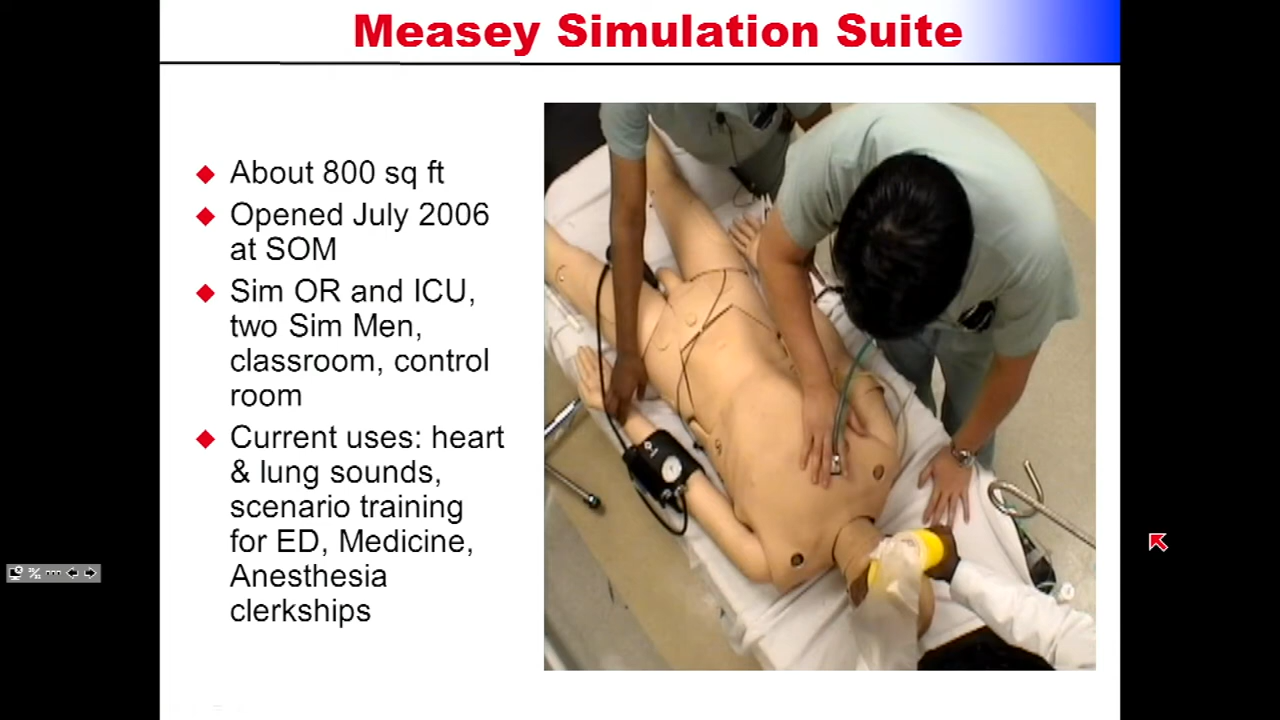 Measey Simulation Suite
About 800 sq ft
Opened July 2006
at SOM
Sim OR and ICU,
two Sim Men,
classroom, control
room
Current uses: heart
& lung sounds,
scenario training
for ED, Medicine,
Anesthesia
clerkships